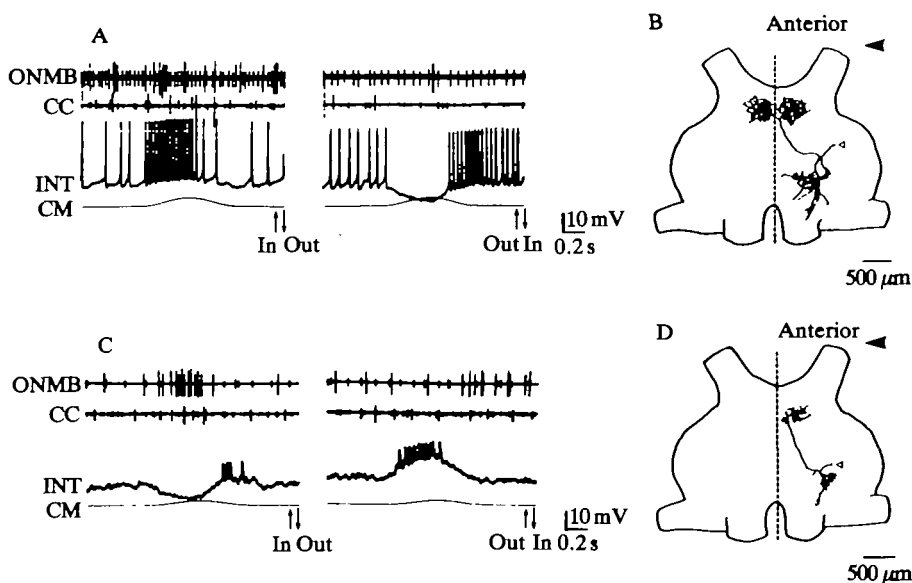 A
ONMB
CC
INT
CM
In Out
Out In
10 mV
0.2 s
B
Anterior
500 μm
C
ONMB
CC
INT
CM
In Out
Out In
10 mV
0.2 s
D
Anterior
500 μm